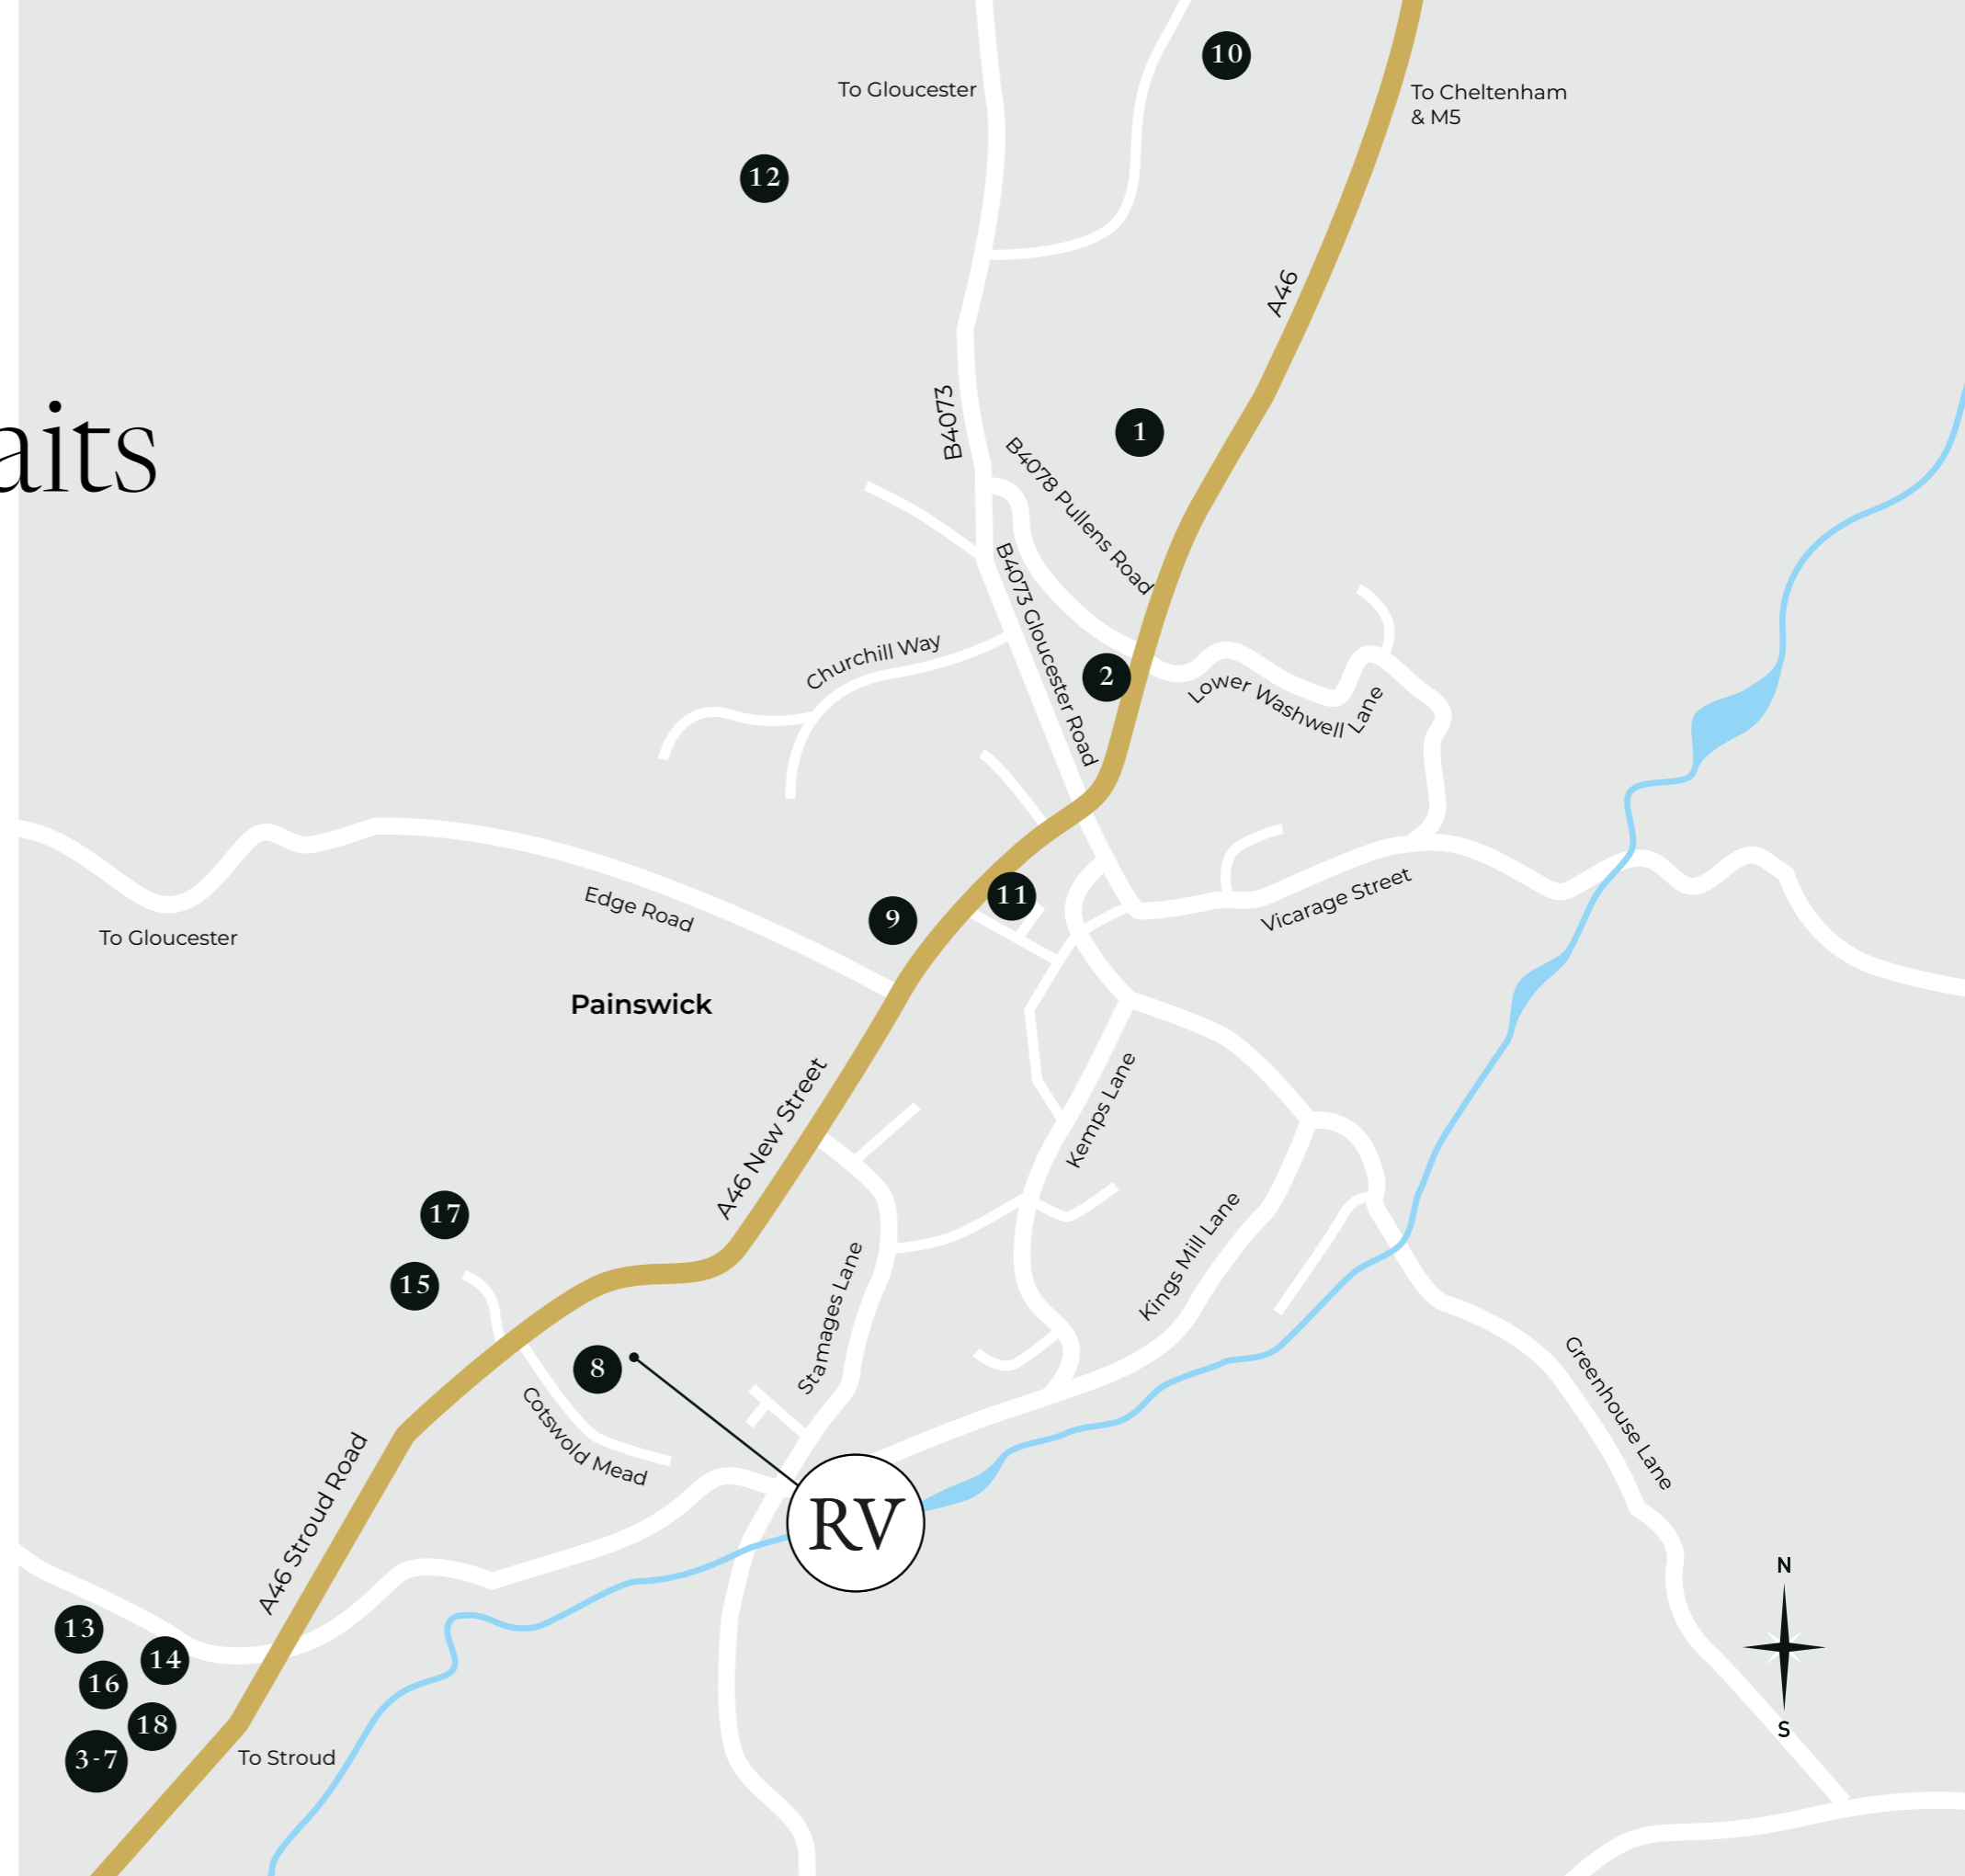 10
To Gloucester
To Cheltenham
& M5
12
A46
aits
B4073
1
B4078 Pullens Road
B4073 Gloucester Road
Churchill Way
2
Lower Washwell
Lane
11
9
Edge Road
Vicarage Street
To Gloucester
Painswick
A46 New Street
Kemps Lane
17
15
Kings Mill Lane
Stamages Lane
8
Cotswold Mead
Greenhouse Lane
A46 Stroud Road
RV
N
13
14
16
18
3-7
To Stroud
S